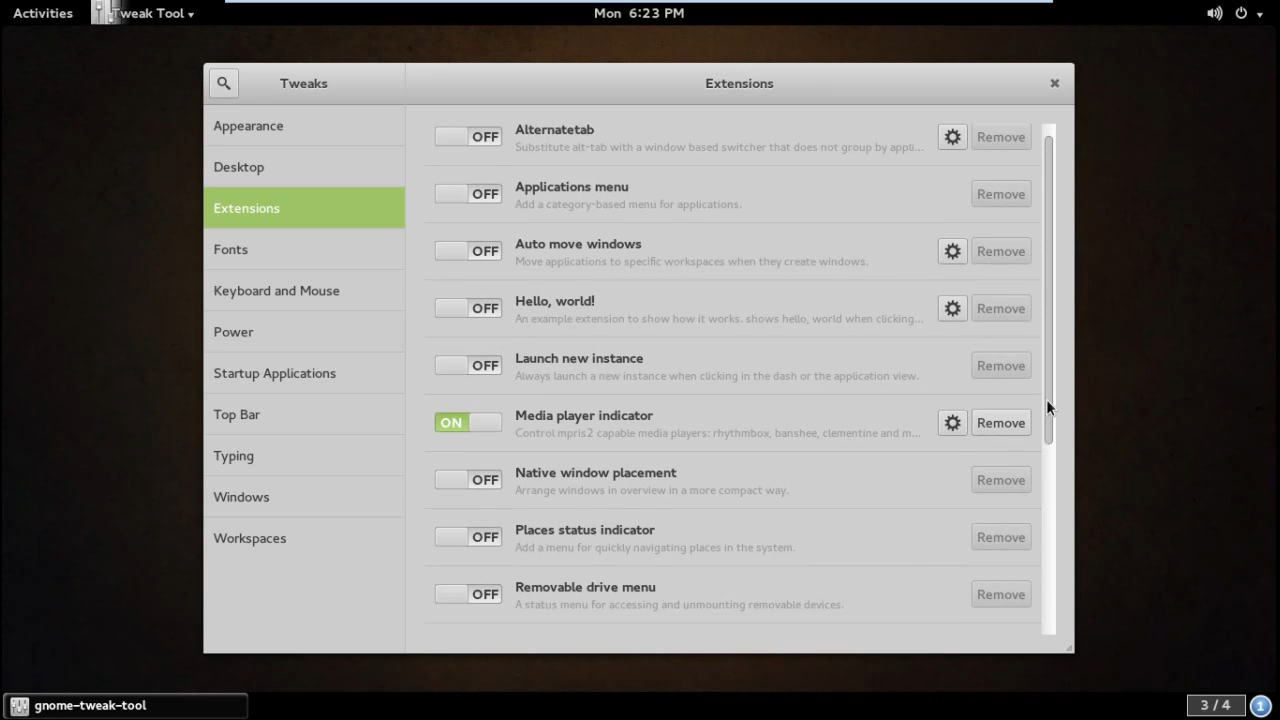 Activities Tweak Tool Mon 6:23 PM
Tweaks Extensions
Appearance
Desktop
Extensions
Fonts
Keyboard and Mouse
Power
Startup Applications
Top Bar
Typing
Windows
Workspaces
OFF Alternatetab Remove
Substitute alt-tab with a window based switcher that does not group by appli...
OFF Applications menu Remove
Add a category-based menu for applications.
OFF Auto move windows Remove
Move applications to specific workspaces when they create windows.
OFF Hello, world! Remove
An example extension to show how it works. shows hello, world when clicking...
OFF Launch new instance Remove
Always launch a new instance when clicking in the dash or the application view.
ON Media player indicator Remove
Control mpris2 capable media players: rhythmbox, banshee, clementine and m...
OFF Native window placement Remove
Arrange windows in overview in a more compact way.
OFF Places status indicator Remove
Add a menu for quickly navigating places in the system.
OFF Removable drive menu Remove
A status menu for accessing and unmounting removable devices.
gnome-tweak-tool 3 / 4 1